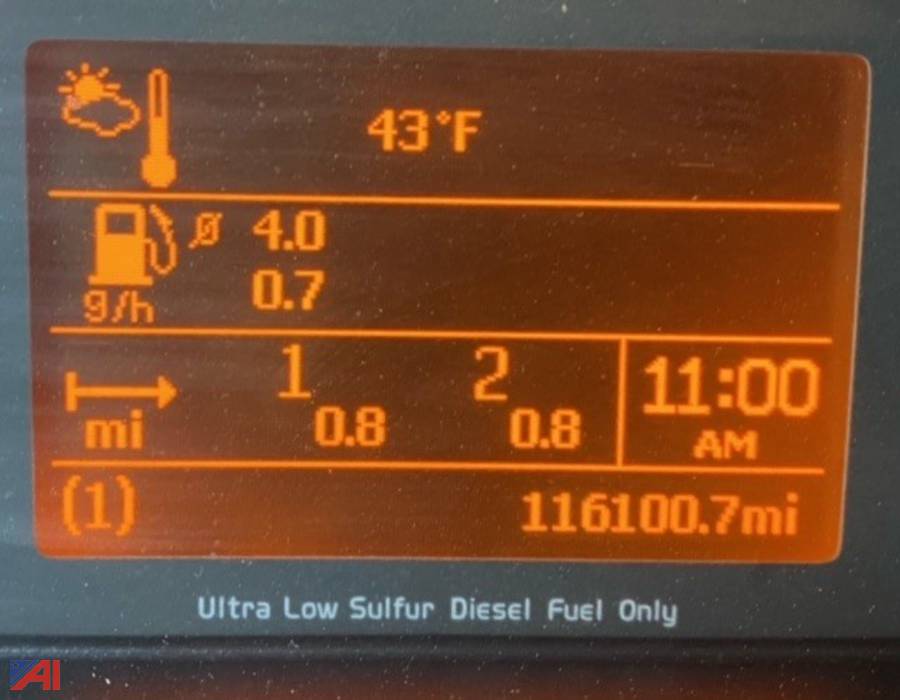 43°F
ø 4.0
0.7
g/h
1 2
0.8 0.8
mi
11:00
AM
(1) 116100.7mi
Ultra Low Sulfur Diesel Fuel Only
AI